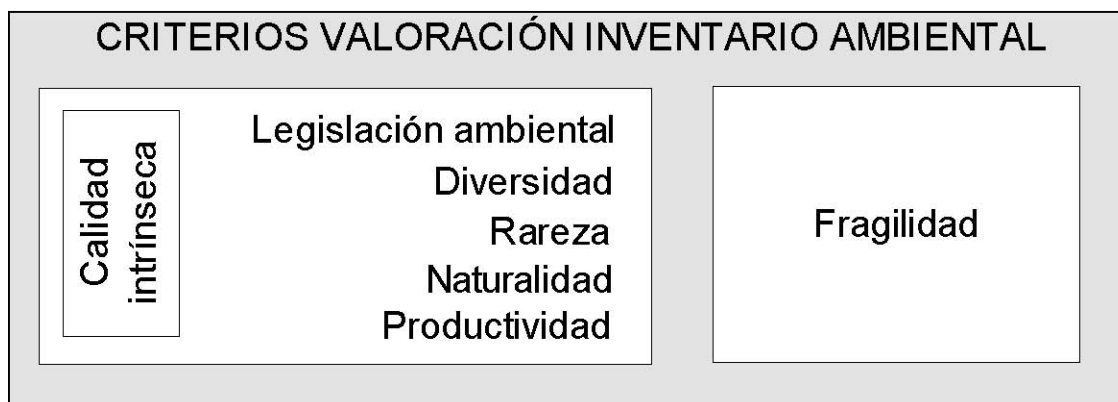 CRITERIOS VALORACIÓN INVENTARIO AMBIENTAL
Calidad
intrínseca
Legislación ambiental
Diversidad
Rareza
Naturalidad
Productividad
Fragilidad